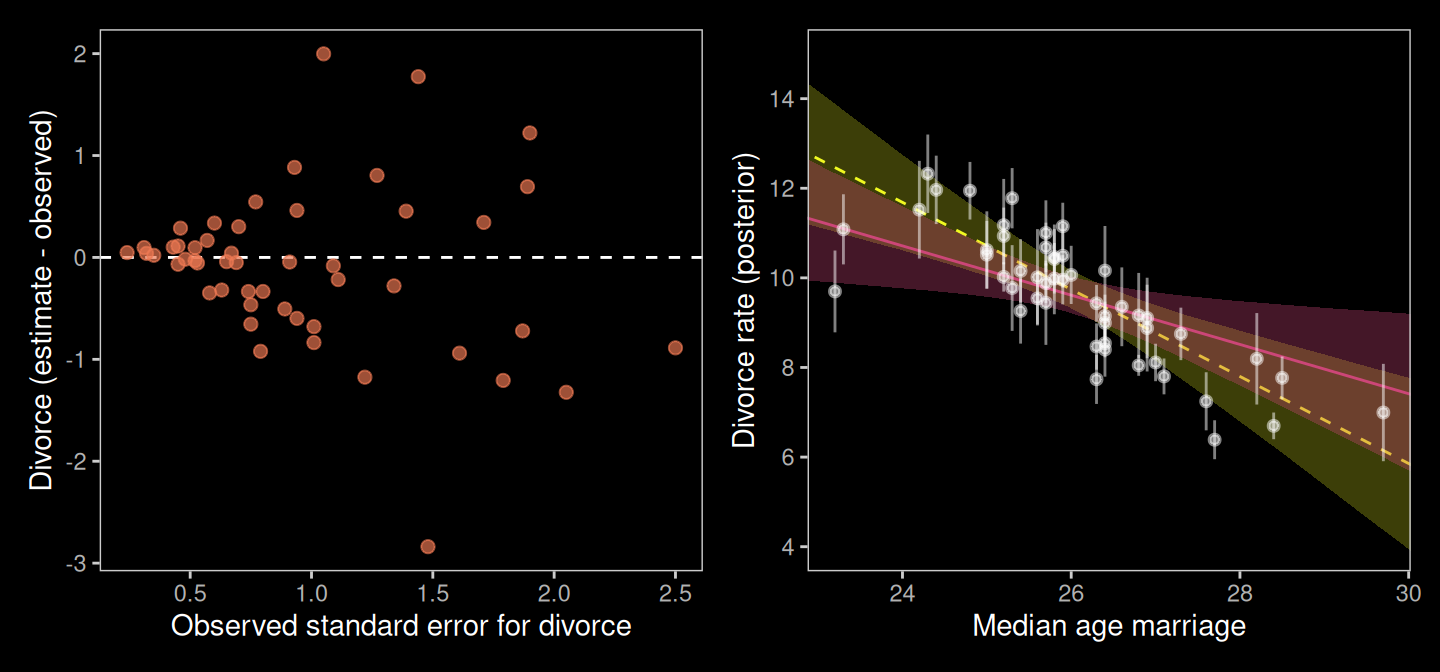 Divorce (estimate - observed)
2
1
0
-1
-2
-3
0.5 1.0 1.5 2.0 2.5
Observed standard error for divorce
Divorce rate (posterior)
14
12
10
8
6
4
24 26 28 30
Median age marriage